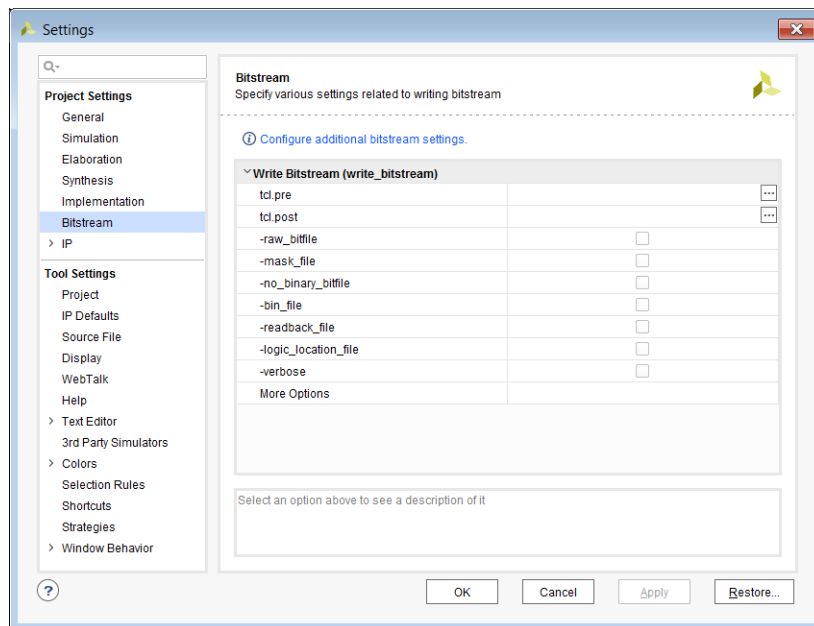 Settings
Project Settings
General
Simulation
Elaboration
Synthesis
Implementation
Bitstream
IP
Tool Settings
Project
IP Defaults
Source File
Display
WebTalk
Help
Text Editor
3rd Party Simulators
Colors
Selection Rules
Shortcuts
Strategies
Window Behavior
Bitstream
Specify various settings related to writing bitstream
Configure additional bitstream settings.
Write Bitstream (write_bitstream)
tcl.pre
tcl.post
-raw_bitfile
-mask_file
-no_binary_bitfile
-bin_file
-readback_file
-logic_location_file
-verbose
More Options
Select an option above to see a description of it
? OK Cancel Apply Restore...